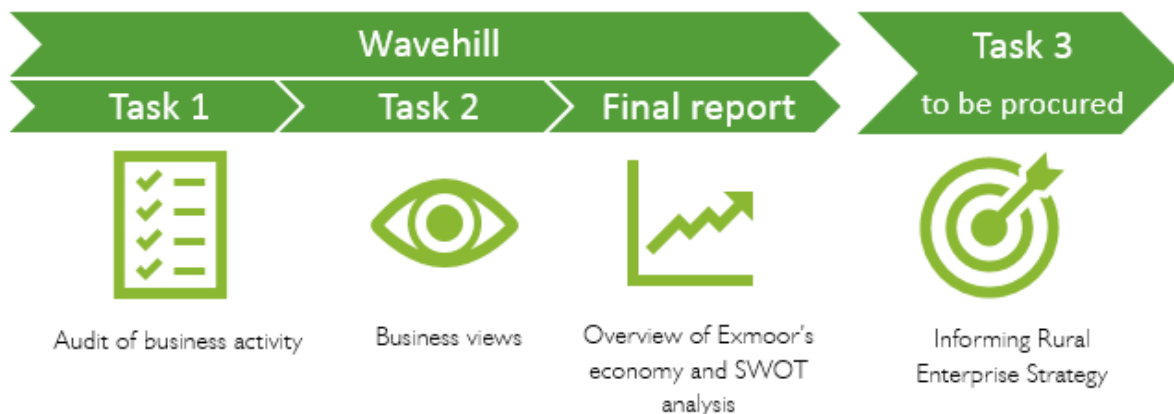 Wavehill
Task 3
to be procured
Task 1
Task 2
Final report
Audit of business activity
Business views
Overview of Exmoor's
economy and SWOT
analysis
Informing Rural
Enterprise Strategy